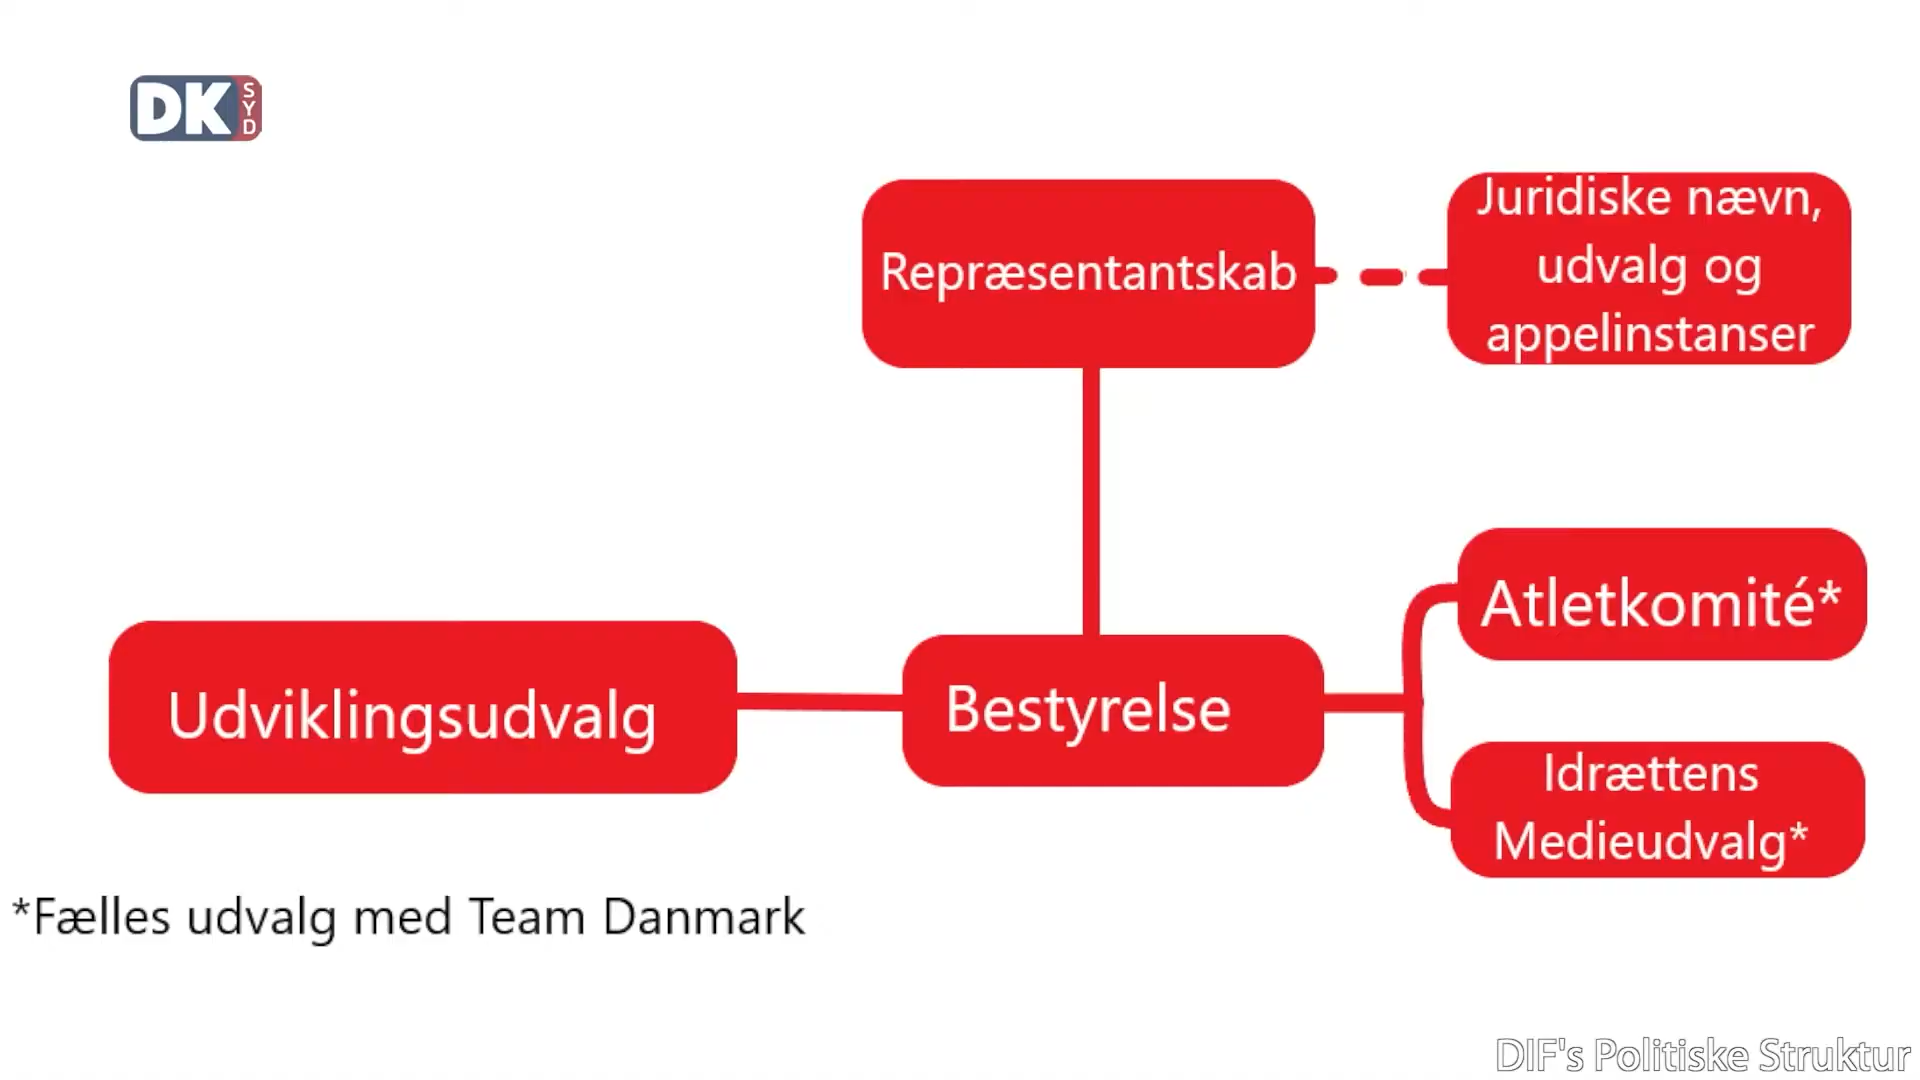 DK SYD
Repræsentantskab
Juridiske nævn,
udvalg og
appelinstanser
Atletkomité*
Udviklingsudvalg
Bestyrelse
Idrættens
Medieudvalg*
*Fælles udvalg med Team Danmark
DIF's Politiske Struktur